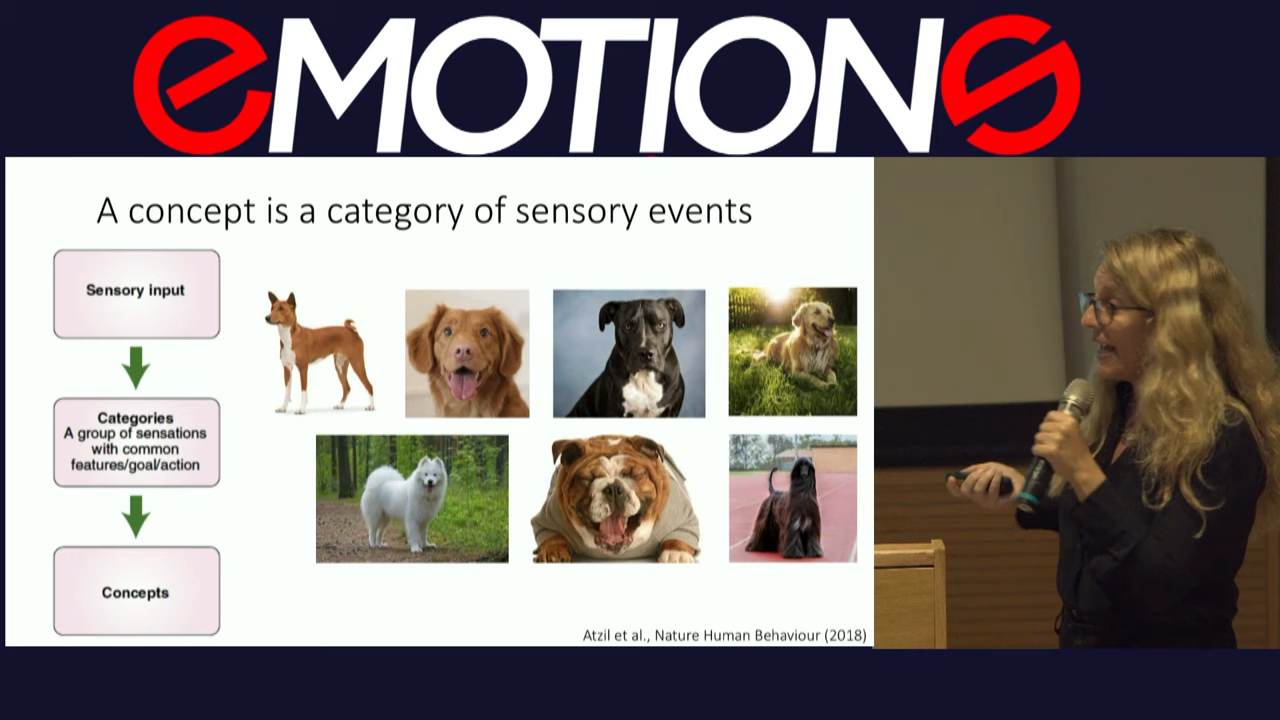 eMOTIONS
A concept is a category of sensory events
Sensory input
Categories
A group of sensations
with common
features/goal/action
Concepts
Atzil et al., Nature Human Behaviour (2018)